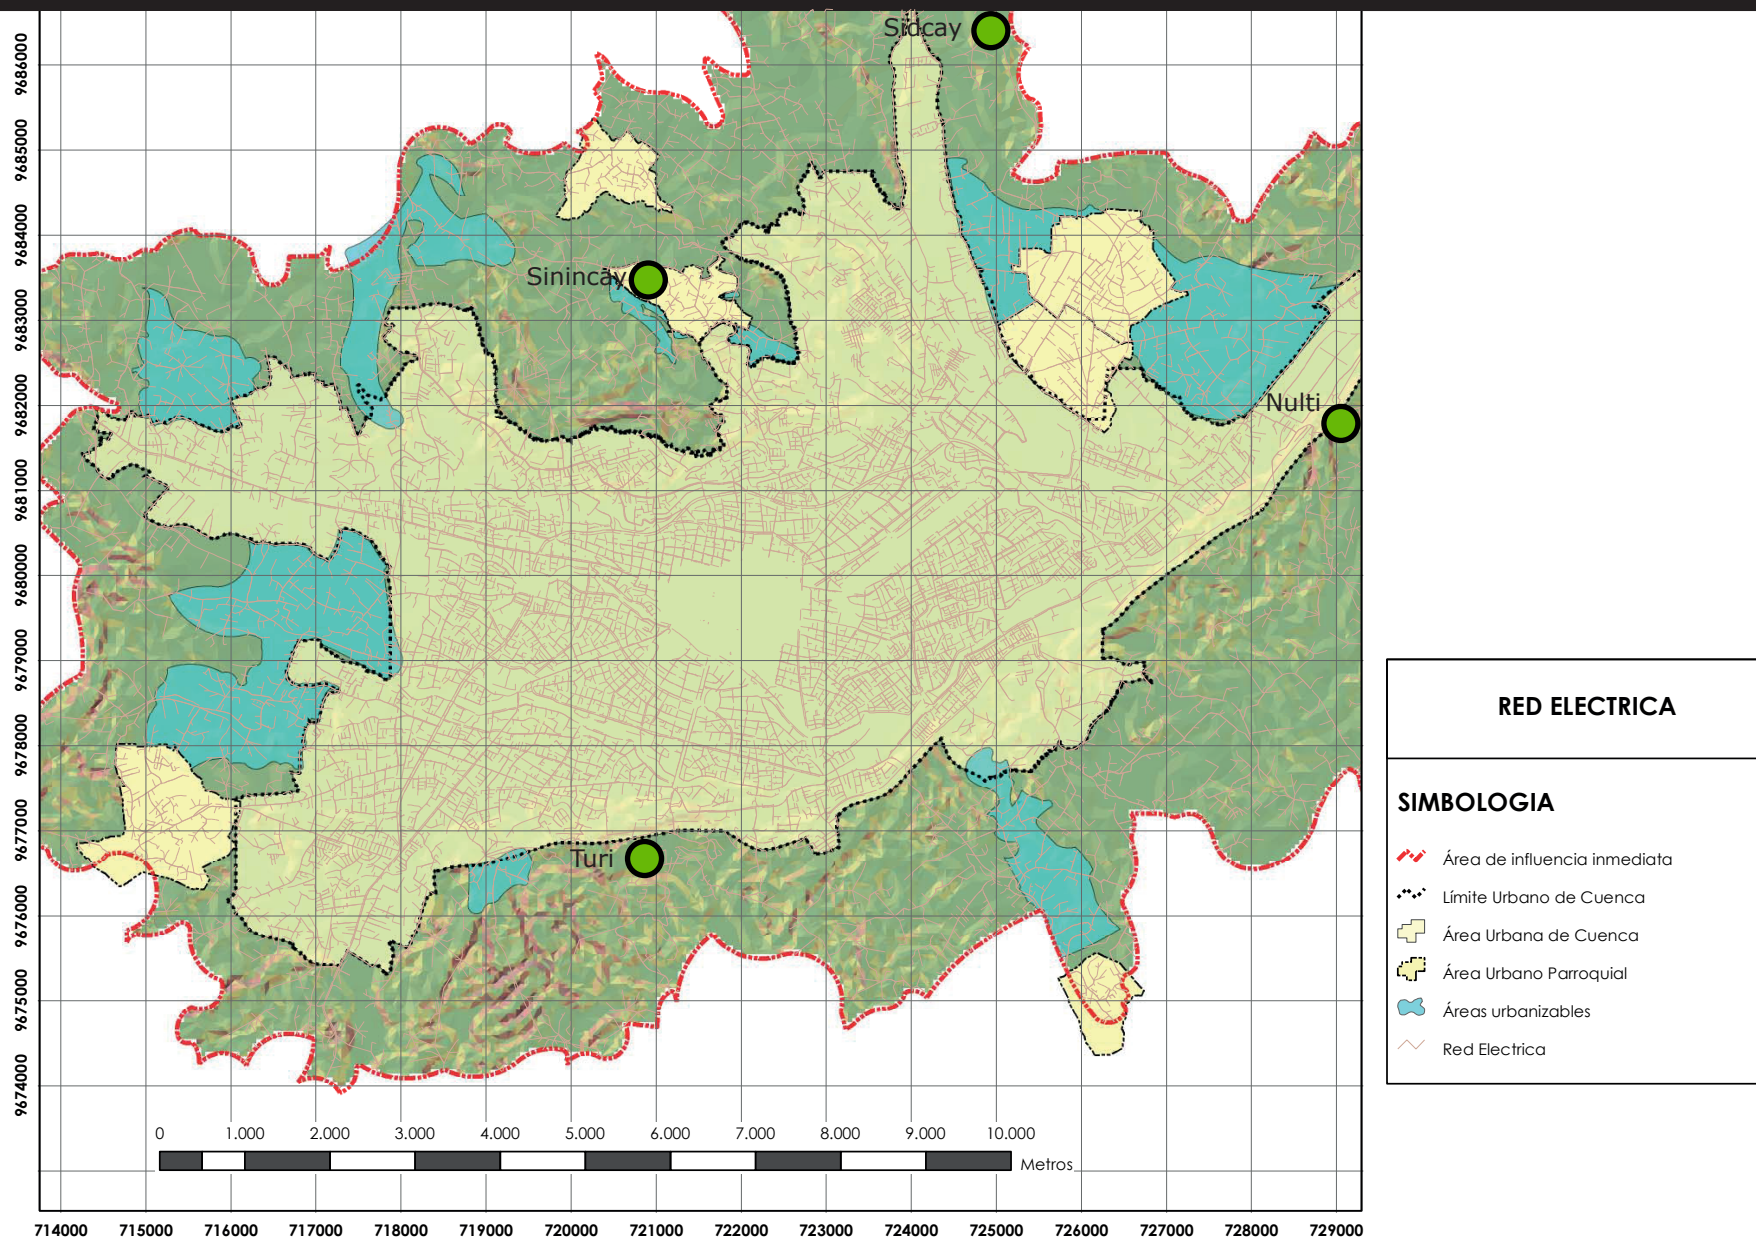 Sidcay
Sinincay
Nulti
Turi
9686000
9685000
9684000
9683000
9682000
9681000
9680000
9679000
9678000
9677000
9676000
9675000
9674000
0 1.000 2.000 3.000 4.000 5.000 6.000 7.000 8.000 9.000 10.000
Metros
714000 715000 716000 717000 718000 719000 720000 721000 722000 723000 724000 725000 726000 727000 728000 729000
RED ELECTRICA
SIMBOLOGIA
Área de influencia inmediata
Límite Urbano de Cuenca
Área Urbana de Cuenca
Área Urbano Parroquial
Áreas urbanizables
Red Electrica